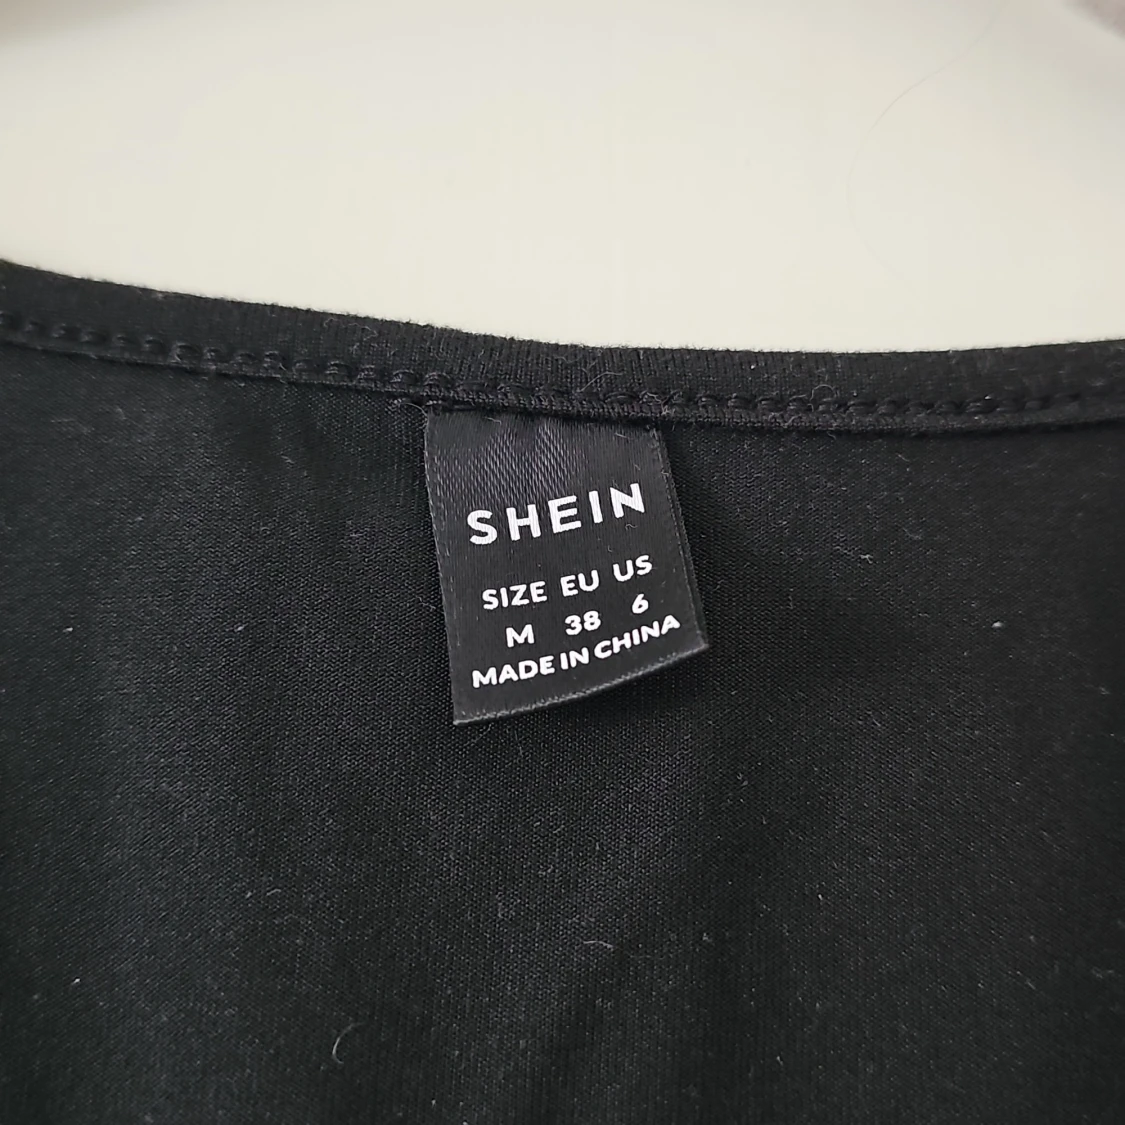 SHEIN
SIZE EU US
M 38 6
MADE IN CHINA